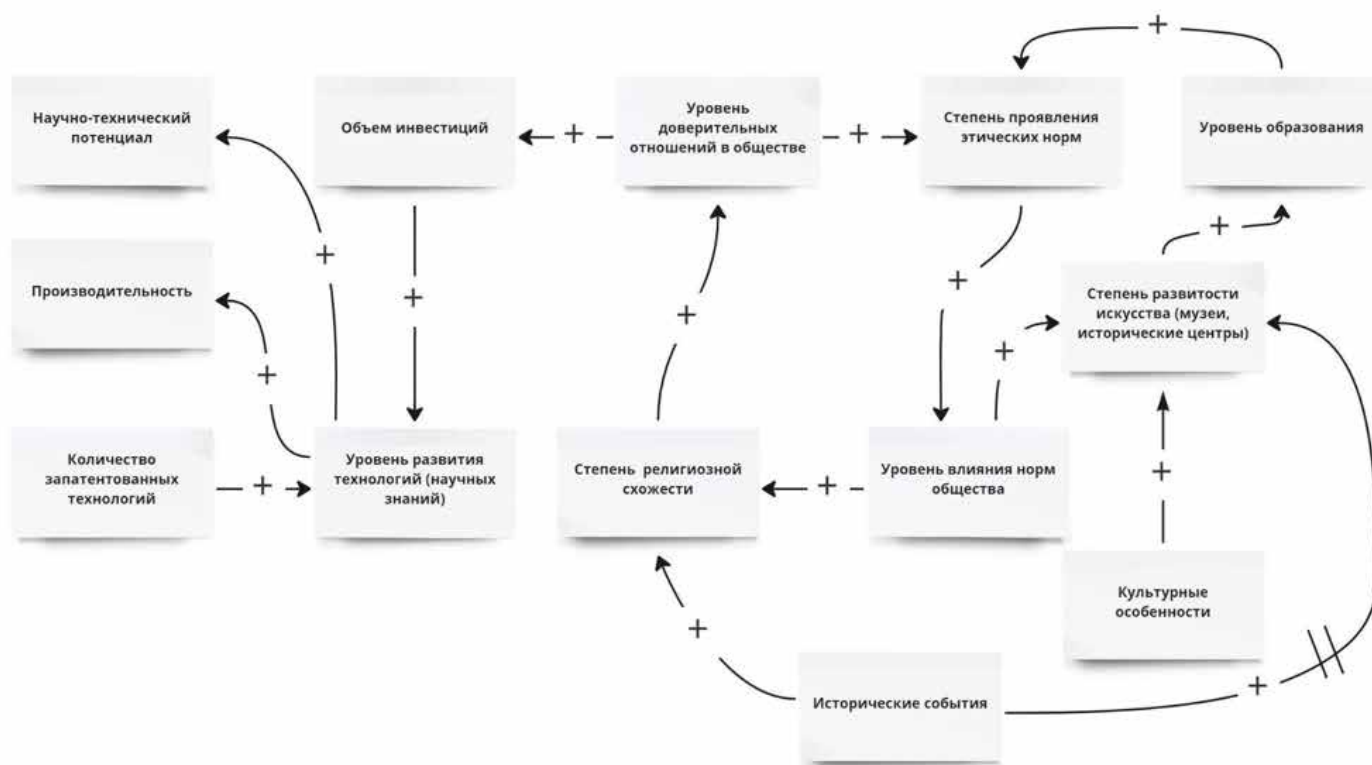 +
Научно-технический
потенциал
Объем инвестиций
+
Уровень
доверительных
отношений в обществе
+
Степень проявления
этических норм
Уровень образования
+
+
Производительность
+
+
+
Степень развитости
искусства (музеи,
исторические центры)
+
+
Количество
запатентованных
технологий
+
Уровень развития
технологий (научных
знаний)
Степень религиозной
схожести
+
Уровень влияния норм
общества
+
Культурные
особенности
+
Исторические события
+